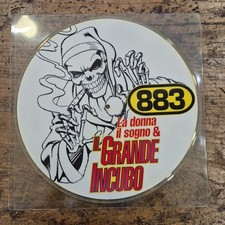 883
La donna
il sogno &
IL GRANDE
INCUBO